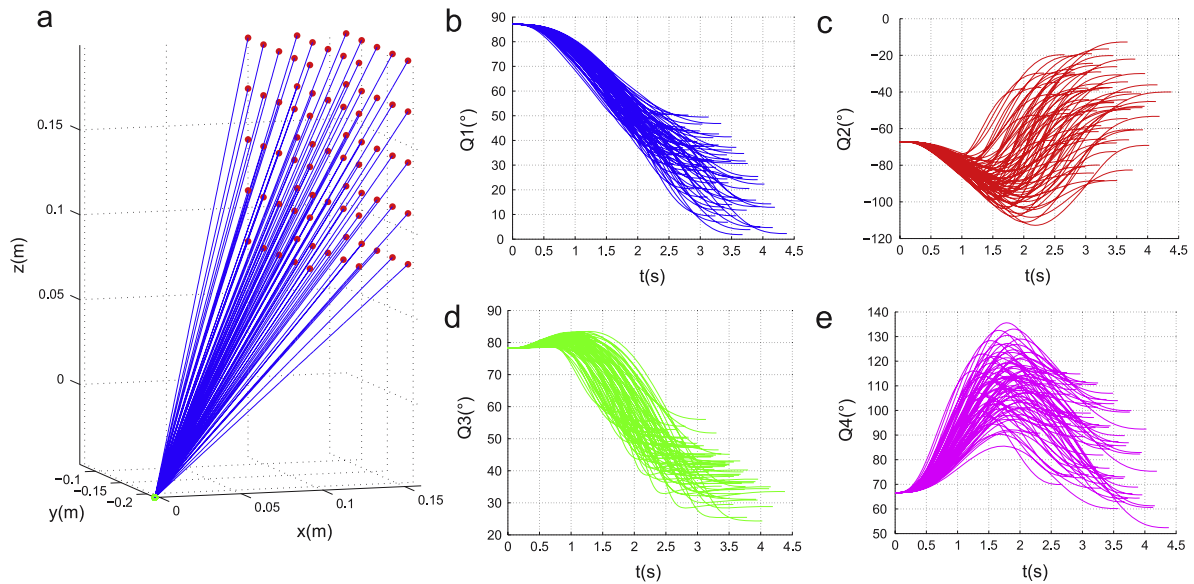 a
0.15
0.1
0.05
0
z(m)
−0.1
−0.15
−0.2
y(m)
0
0.05
0.1
0.15
x(m)
b
90
80
70
60
50
40
30
20
10
0
Q1(°)
0 0.5 1 1.5 2 2.5 3 3.5 4 4.5
t(s)
c
0
−20
−40
−60
−80
−100
−120
Q2(°)
0 0.5 1 1.5 2 2.5 3 3.5 4 4.5
t(s)
d
90
80
70
60
50
40
30
20
Q3(°)
0 0.5 1 1.5 2 2.5 3 3.5 4 4.5
t(s)
e
140
130
120
110
100
90
80
70
60
50
Q4(°)
0 0.5 1 1.5 2 2.5 3 3.5 4 4.5
t(s)